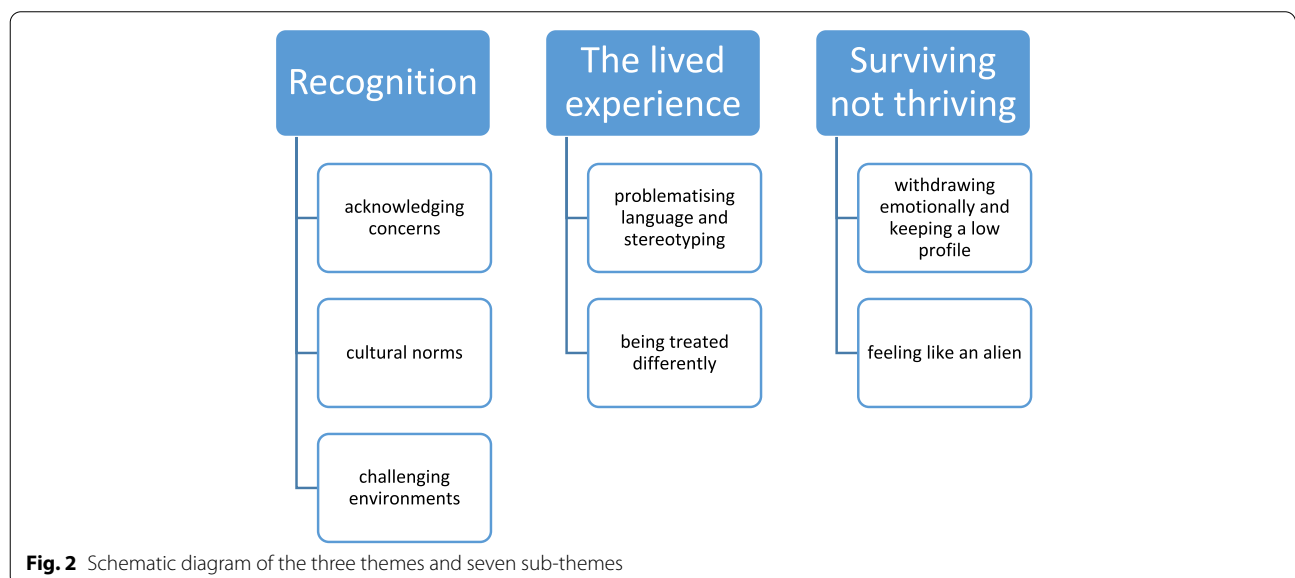 Recognition
acknowledging
concerns
cultural norms
challenging
environments
The lived
experience
problematising
language and
stereotyping
being treated
differently
Surviving
not thriving
withdrawing
emotionally and
keeping a low
profile
feeling like an alien
Fig. 2 Schematic diagram of the three themes and seven sub-themes